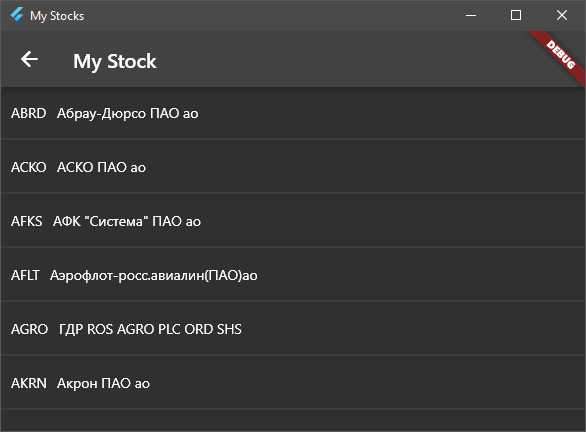 My Stocks
My Stock
DEBUG
ABRD Абрау-Дюрсо ПАО ао
ACKO АСКО ПАО ао
AFKS АФК "Система" ПАО ао
AFLT Аэрофлот-росс.авиалин(ПАО)ао
AGRO ГДР ROS AGRO PLC ORD SHS
AKRN Акрон ПАО ао